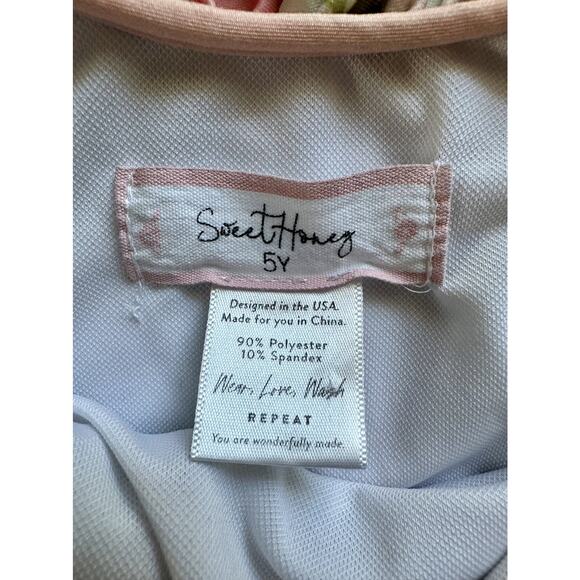 Sweet Honey
5Y
Designed in the USA.
Made for you in China.
90% Polyester
10% Spandex
Wear, Love, Wash
REPEAT
You are wonderfully made.